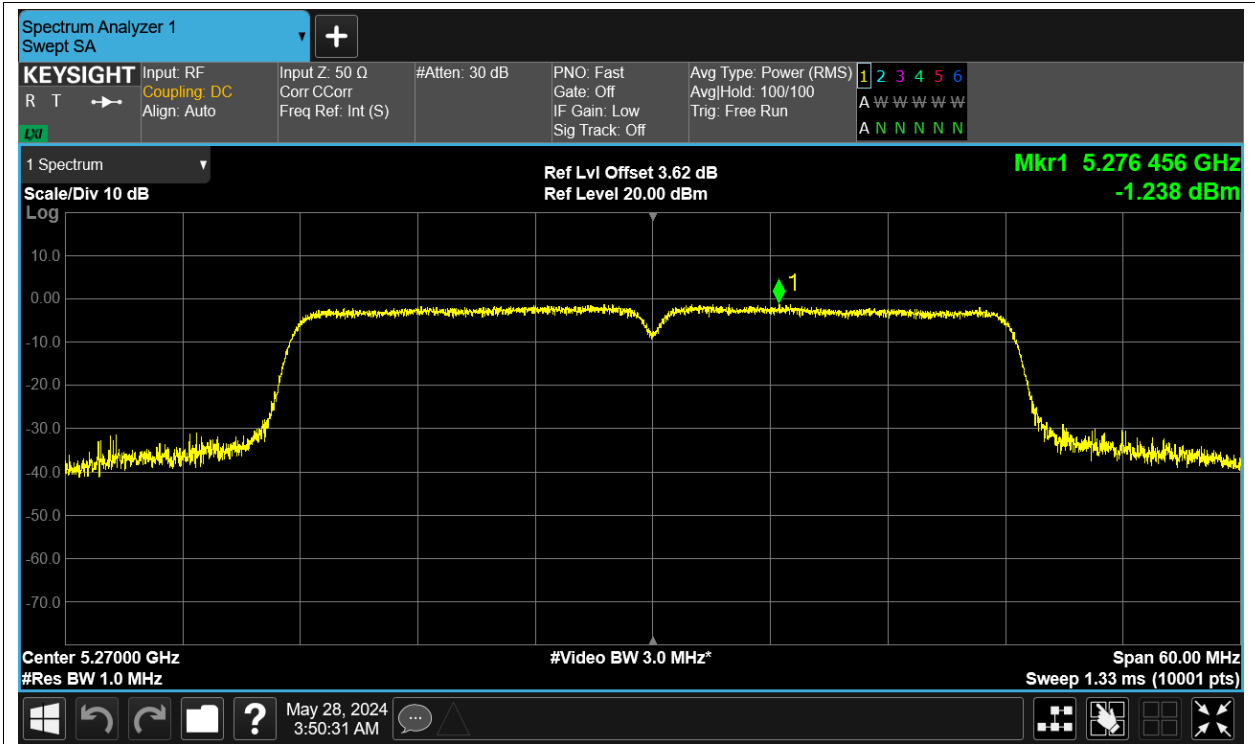 Spectrum Analyzer 1
Swept SA
KEYSIGHT
R T
LXI
Input: RF
Coupling: DC
Align: Auto
Input Z: 50 Ω
Corr CCorr
Freq Ref: Int (S)
#Atten: 30 dB
PNO: Fast
Gate: Off
IF Gain: Low
Sig Track: Off
Avg Type: Power (RMS)
Avg|Hold: 100/100
Trig: Free Run
1 2 3 4 5 6
A W W W W W
A N N N N N
1 Spectrum
Scale/Div 10 dB
Log
Ref Lvl Offset 3.62 dB
Ref Level 20.00 dBm
Mkr1 5.276 456 GHz
-1.238 dBm
10.0
0.00
-10.0
-20.0
-30.0
-40.0
-50.0
-60.0
-70.0
1
Center 5.27000 GHz
#Res BW 1.0 MHz
#Video BW 3.0 MHz*
Span 60.00 MHz
Sweep 1.33 ms (10001 pts)
?
May 28, 2024
3:50:31 AM